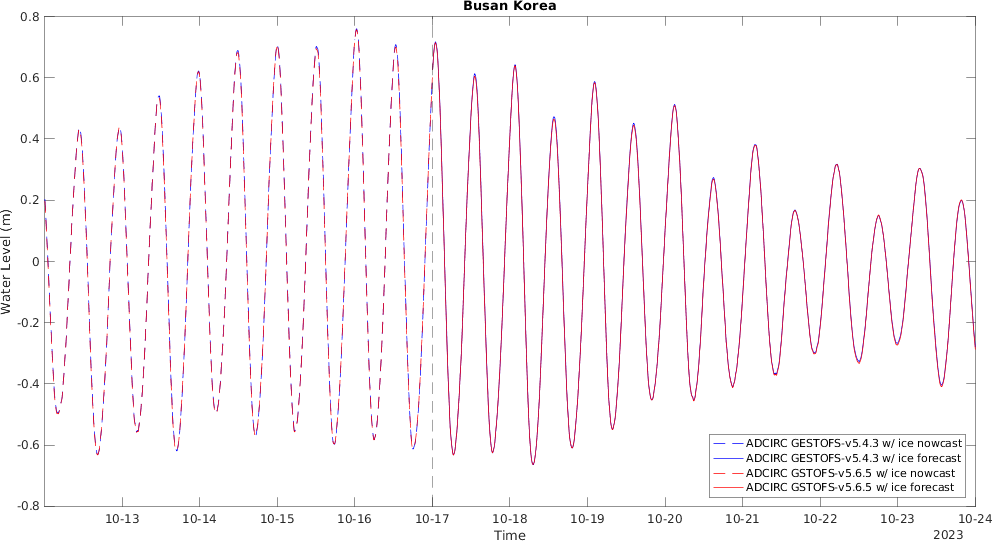 Busan Korea
0.8
0.6
0.4
0.2
0
-0.2
-0.4
-0.6
-0.8
Water Level (m)
ADCIRC GESTOFS-v5.4.3 w/ ice nowcast
ADCIRC GESTOFS-v5.4.3 w/ ice forecast
ADCIRC GSTOFS-v5.6.5 w/ ice nowcast
ADCIRC GSTOFS-v5.6.5 w/ ice forecast
10-13 10-14 10-15 10-16 10-17 10-18 10-19 10-20 10-21 10-22 10-23 10-24
Time
2023